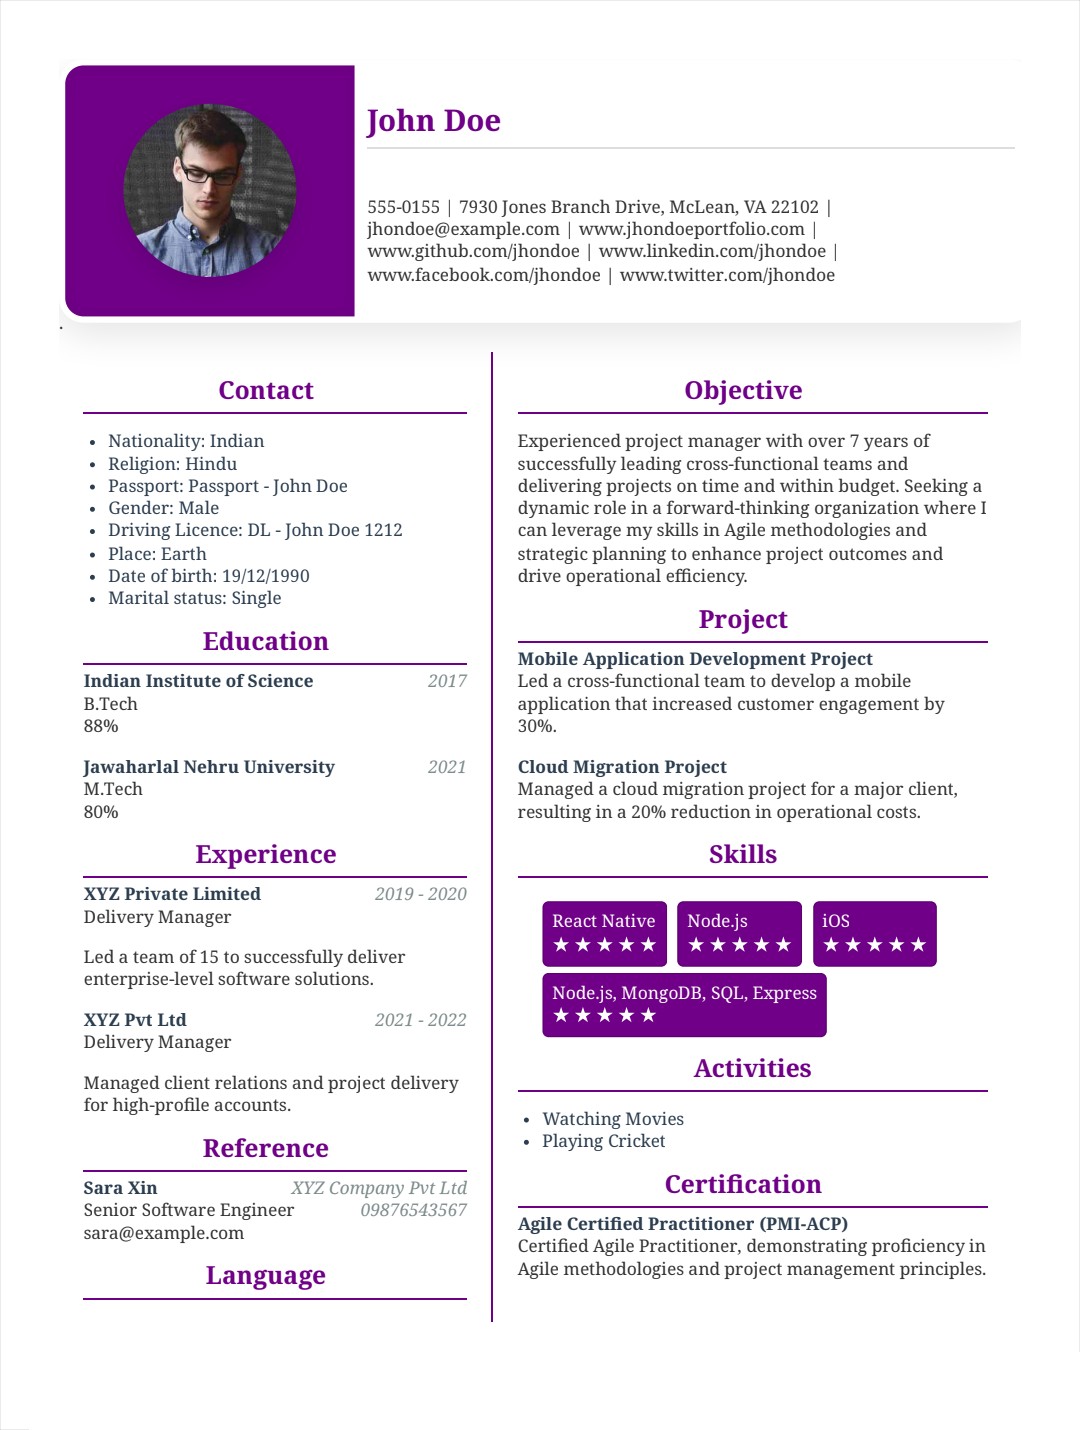 John Doe
555-0155 | 7930 Jones Branch Drive, McLean, VA 22102 |
jhondoe@example.com | www.jhondoeportfolio.com |
www.github.com/jhondoe | www.linkedin.com/jhondoe |
www.facebook.com/jhondoe | www.twitter.com/jhondoe
.
Contact
• Nationality: Indian
• Religion: Hindu
• Passport: Passport - John Doe
• Gender: Male
• Driving Licence: DL - John Doe 1212
• Place: Earth
• Date of birth: 19/12/1990
• Marital status: Single
Education
Indian Institute of Science 2017
B.Tech
88%
Jawaharlal Nehru University 2021
M.Tech
80%
Experience
XYZ Private Limited 2019 - 2020
Delivery Manager
Led a team of 15 to successfully deliver
enterprise-level software solutions.
XYZ Pvt Ltd 2021 - 2022
Delivery Manager
Managed client relations and project delivery
for high-profile accounts.
Reference
Sara Xin XYZ Company Pvt Ltd
Senior Software Engineer 09876543567
sara@example.com
Language
Objective
Experienced project manager with over 7 years of
successfully leading cross-functional teams and
delivering projects on time and within budget. Seeking a
dynamic role in a forward-thinking organization where I
can leverage my skills in Agile methodologies and
strategic planning to enhance project outcomes and
drive operational efficiency.
Project
Mobile Application Development Project
Led a cross-functional team to develop a mobile
application that increased customer engagement by
30%.
Cloud Migration Project
Managed a cloud migration project for a major client,
resulting in a 20% reduction in operational costs.
Skills
React Native
★ ★ ★ ★ ★
Node.js
★ ★ ★ ★ ★
iOS
★ ★ ★ ★ ★
Node.js, MongoDB, SQL, Express
★ ★ ★ ★ ★
Activities
• Watching Movies
• Playing Cricket
Certification
Agile Certified Practitioner (PMI-ACP)
Certified Agile Practitioner, demonstrating proficiency in
Agile methodologies and project management principles.